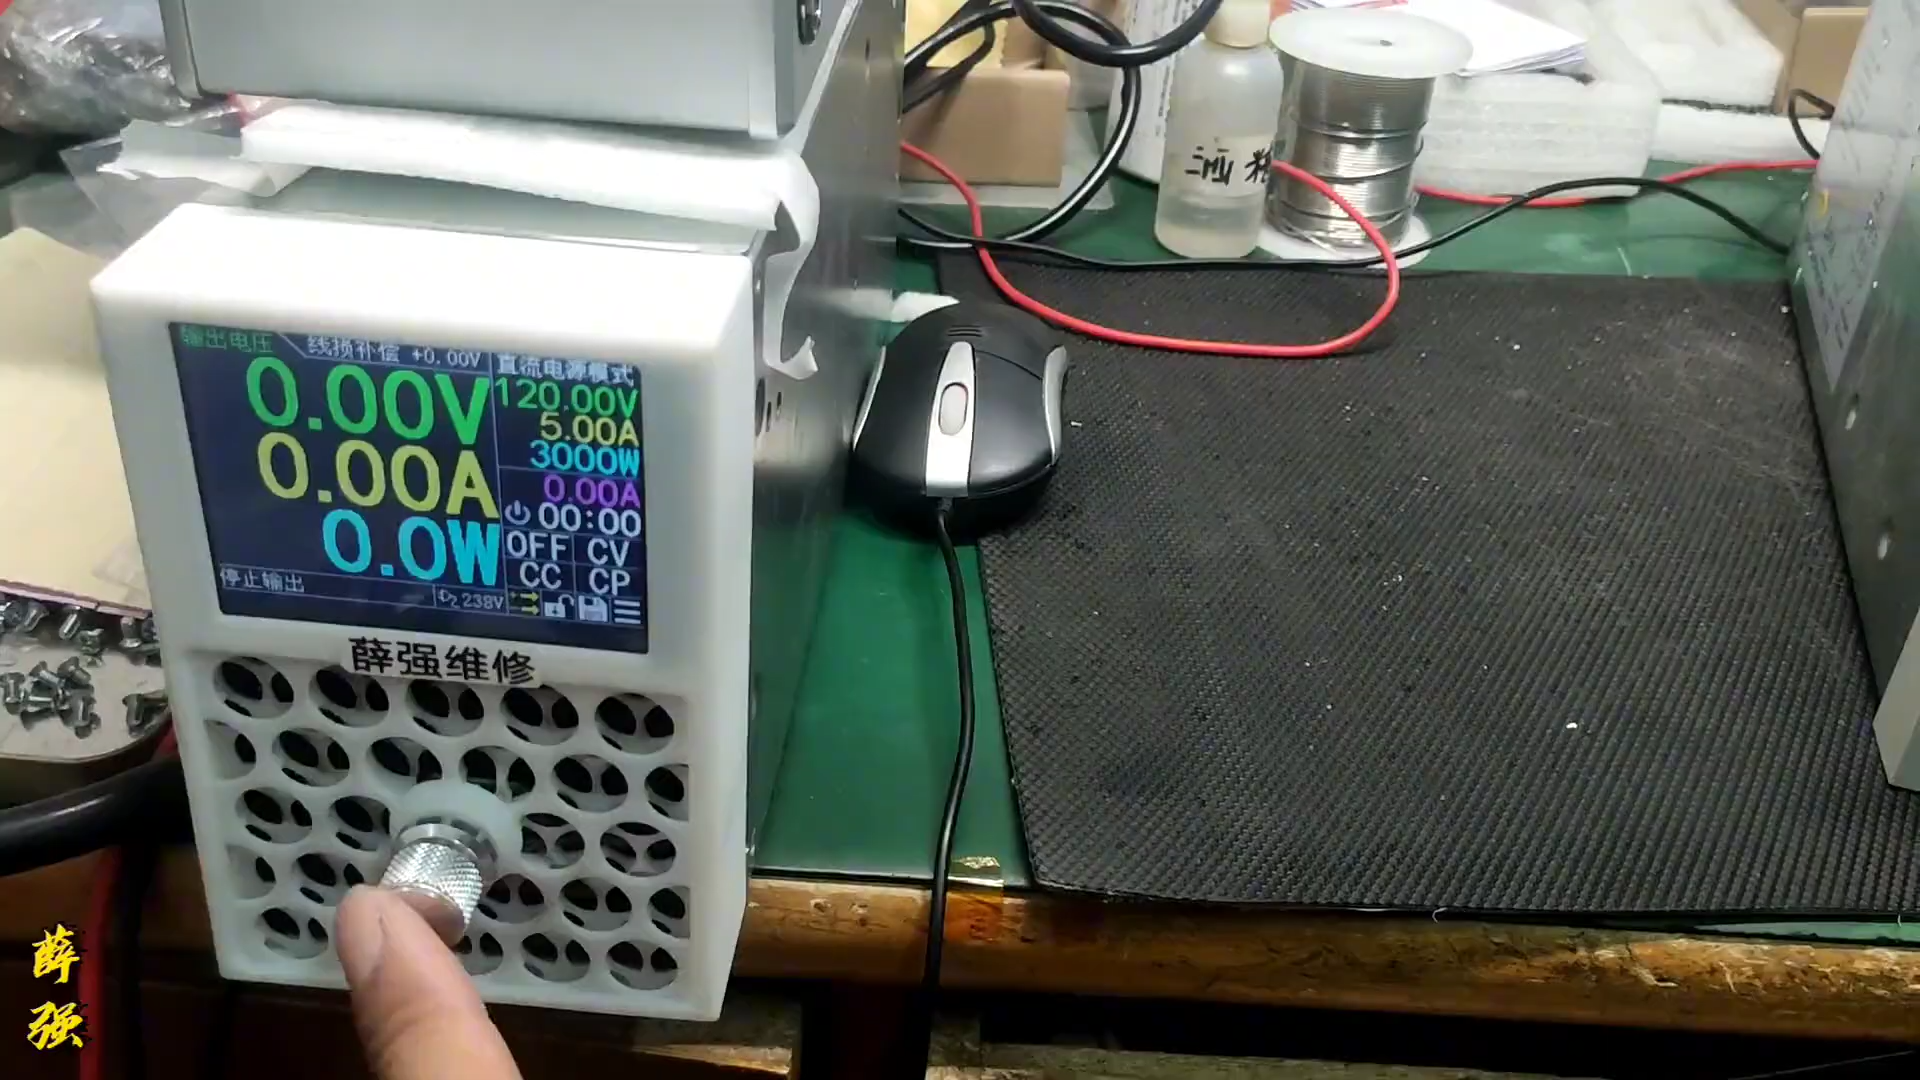 输出电压
线损补偿 +0.00V
直流电源模式
0.00V
120.00V
0.00A
5.00A
3000W
0.00A
0.0W
00:00
OFF CV
CC CP
停止输出
238V
薛强维修
薛强